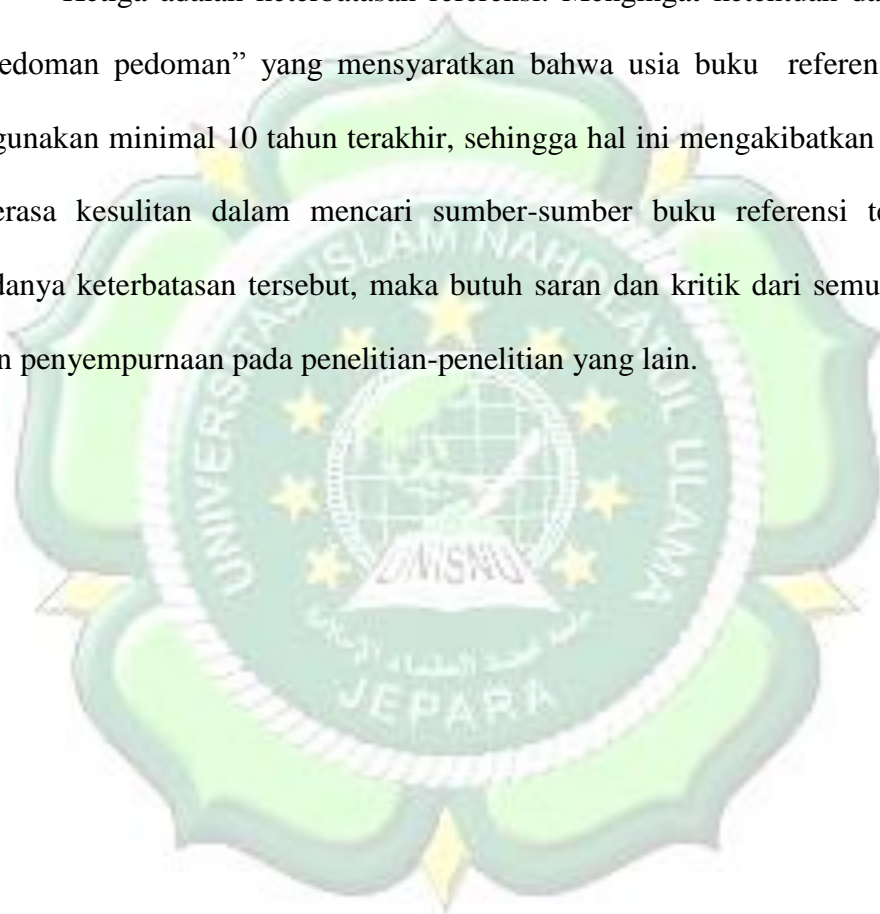 Ketiga adalah keterbatasan referensi. Mengingat ketentuan da
edoman pedoman” yang mensyaratkan bahwa usia buku referen
gunakan minimal 10 tahun terakhir, sehingga hal ini mengakibatkan
erasa kesulitan dalam mencari sumber-sumber buku referensi te
danya keterbatasan tersebut, maka butuh saran dan kritik dari semu
n penyempurnaan pada penelitian-penelitian yang lain.
UNIVERSITAS ISLAM NAHDLATUL ULAMA
UNISNU
JEPARA